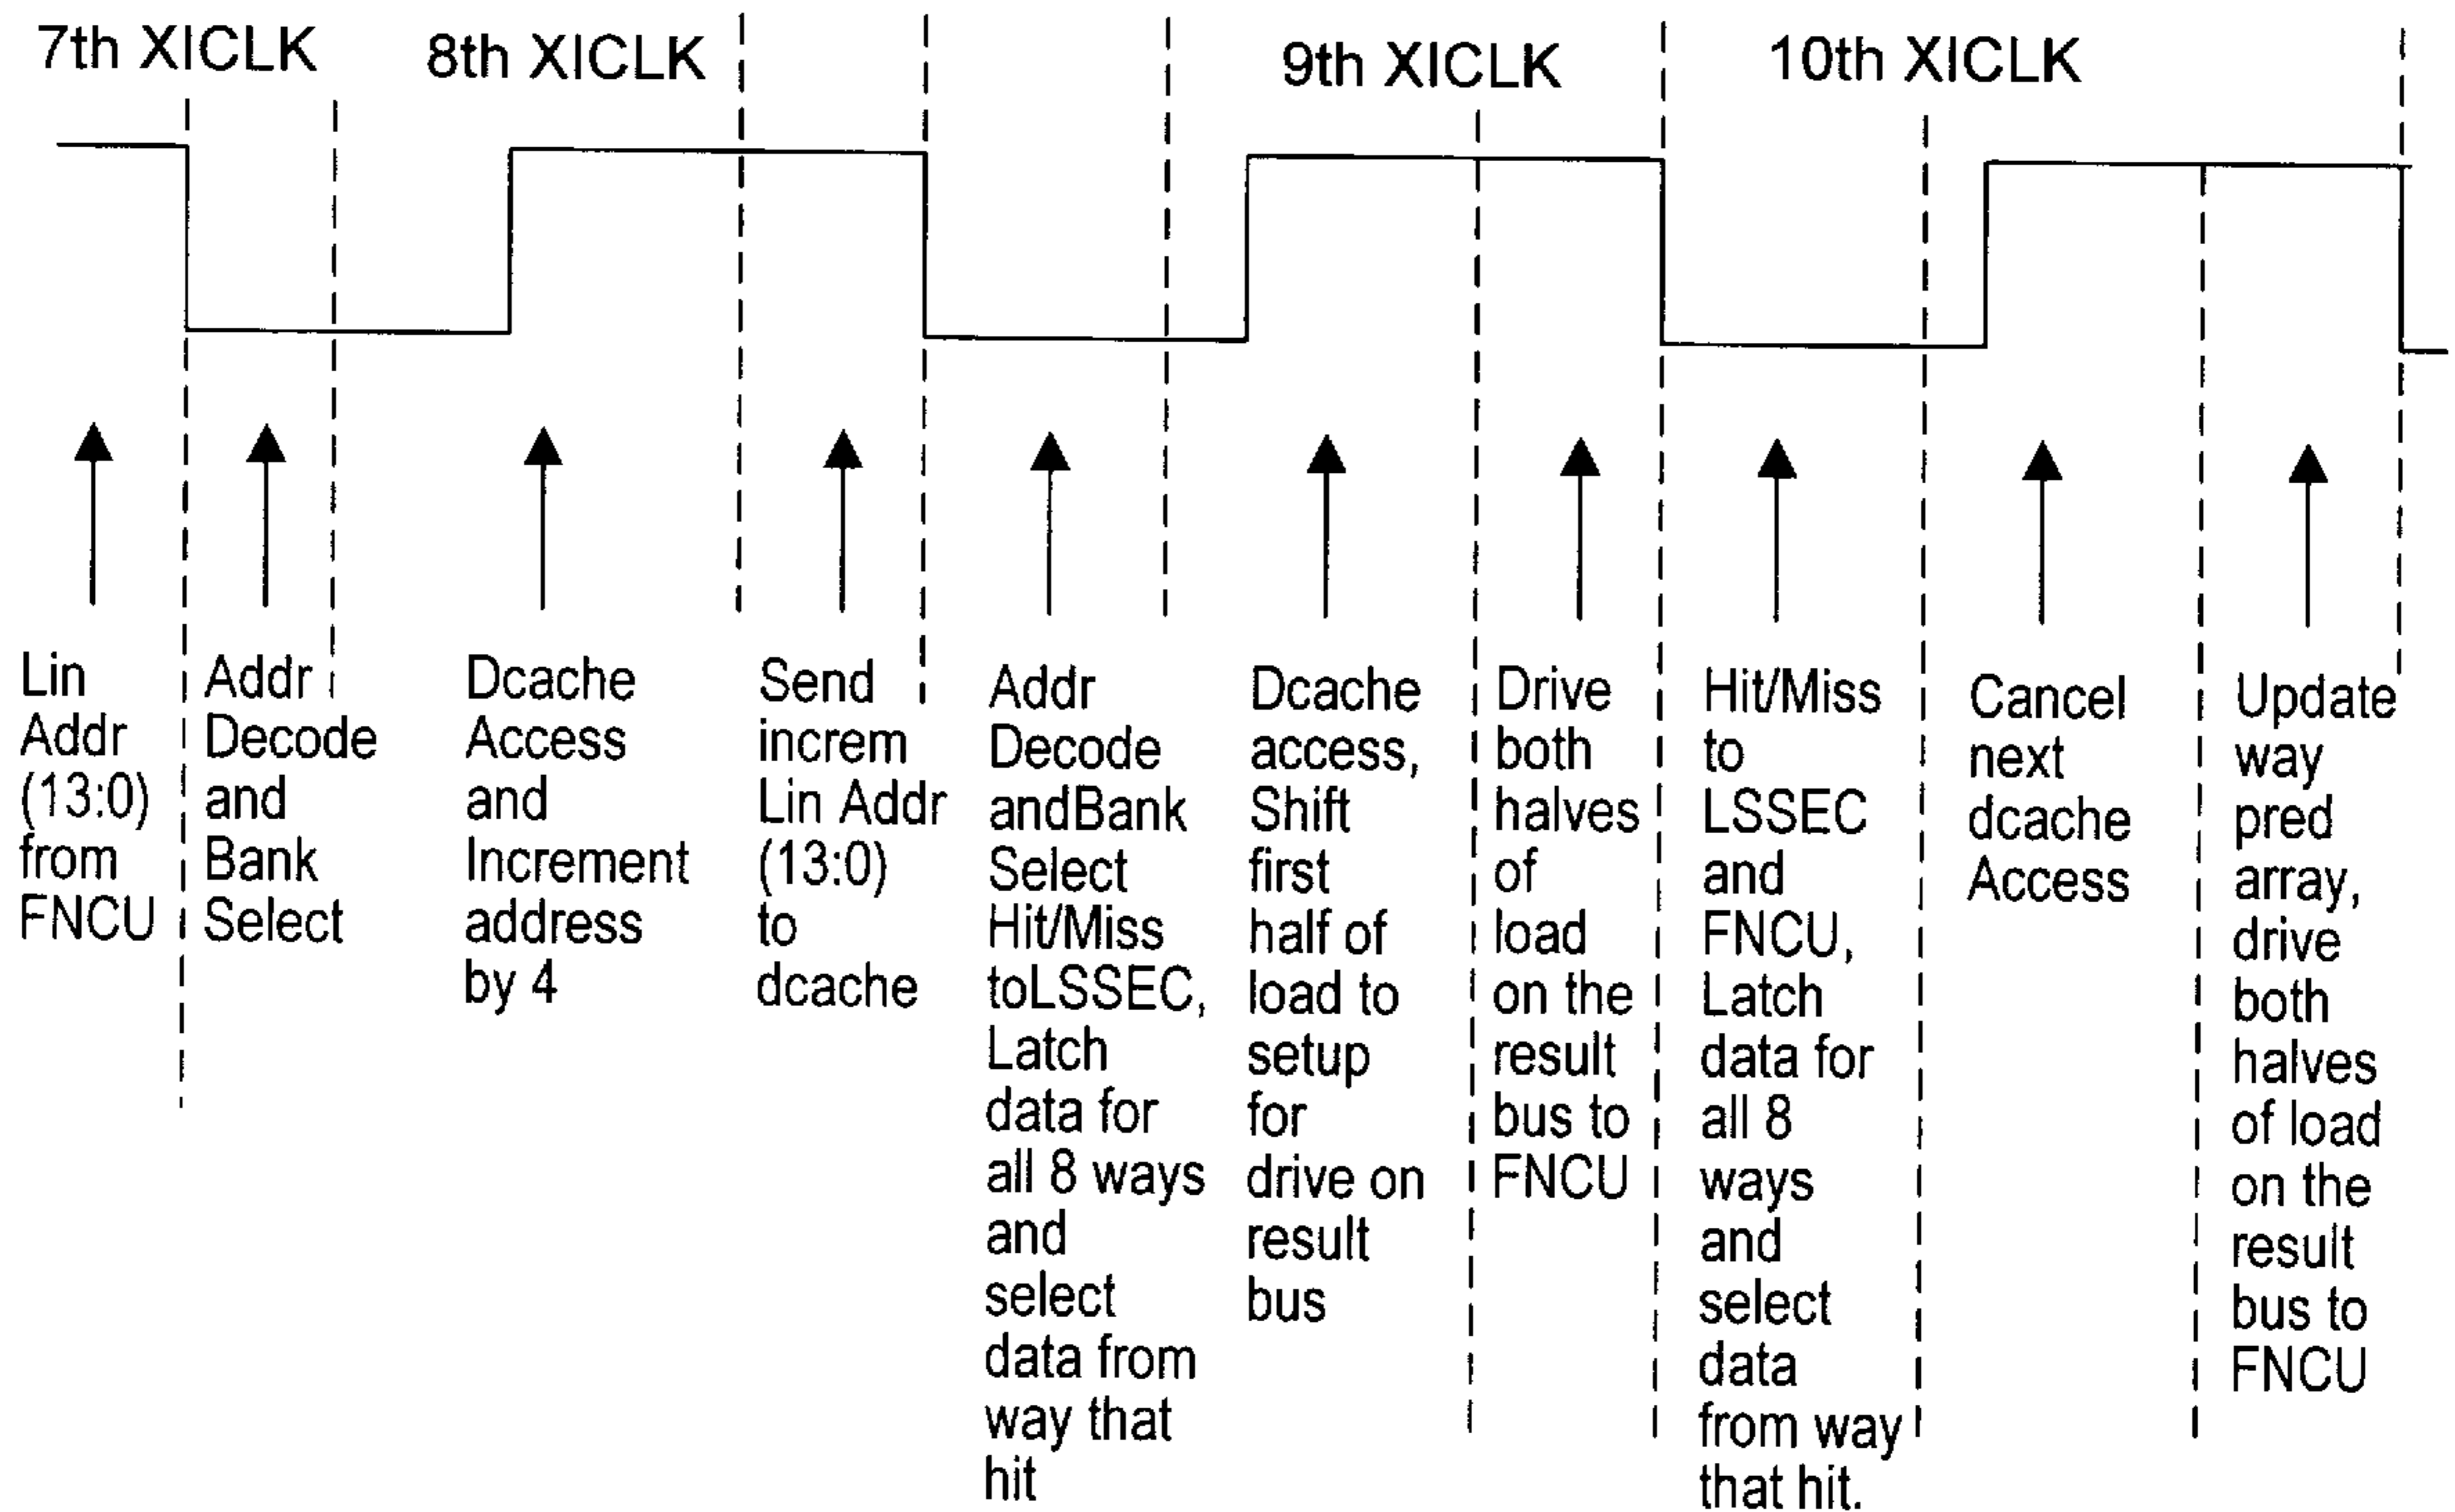 7th XICLK
8th XICLK
9th XICLK
10th XICLK
Lin
Addr
(13:0)
from
FNCU
Addr
Decode
and
Bank
Select
Dcache
Access
and
Increment
address
by 4
Send
increm
Lin Addr
(13:0)
to
dcache
Addr
Decode
andBank
Select
Hit/Miss
toLSSEC,
Latch
data for
all 8 ways
and
select
data from
way that
hit
Dcache
access,
Shift
first
half of
load to
setup
for
drive on
result
bus
Drive
both
halves
of
load
on the
result
bus to
FNCU
Hit/Miss
to
LSSEC
and
FNCU,
Latch
data for
all 8
ways
and
select
data
from way
that hit.
Cancel
next
dcache
Access
Update
way
pred
array,
drive
both
halves
of load
on the
result
bus to
FNCU